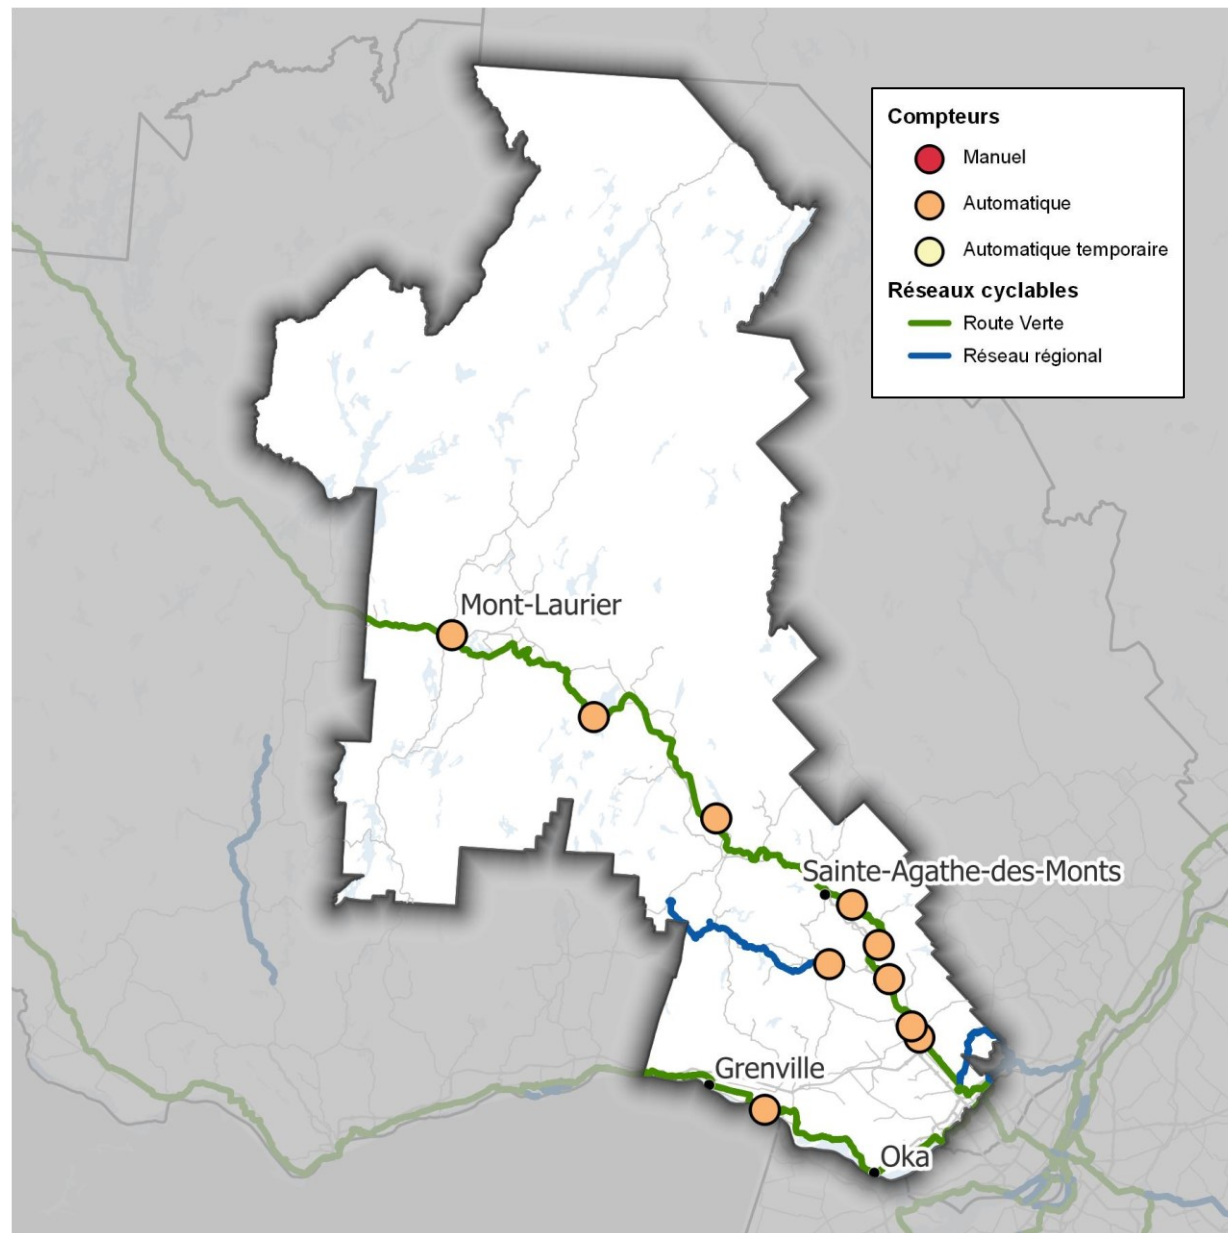 Compteurs
Manuel
Automatique
Automatique temporaire
Réseaux cyclables
Route Verte
Réseau régional
Mont-Laurier
Sainte-Agathe-des-Monts
Grenville
Oka